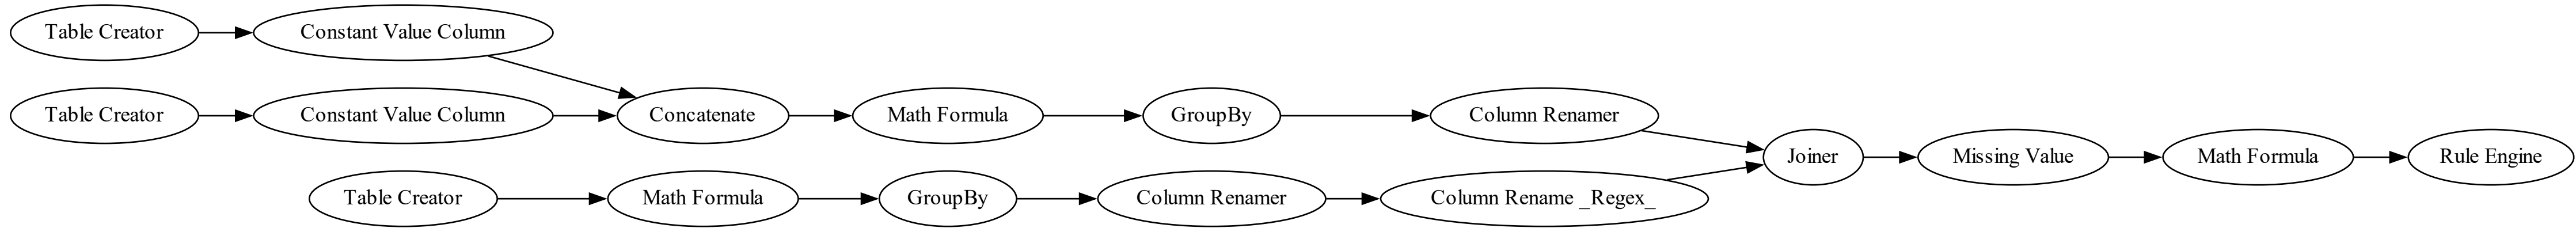 Table Creator
Constant Value Column
Table Creator
Constant Value Column
Concatenate
Math Formula
GroupBy
Column Renamer
Joiner
Missing Value
Math Formula
Rule Engine
Table Creator
Math Formula
GroupBy
Column Renamer
Column Rename _Regex_